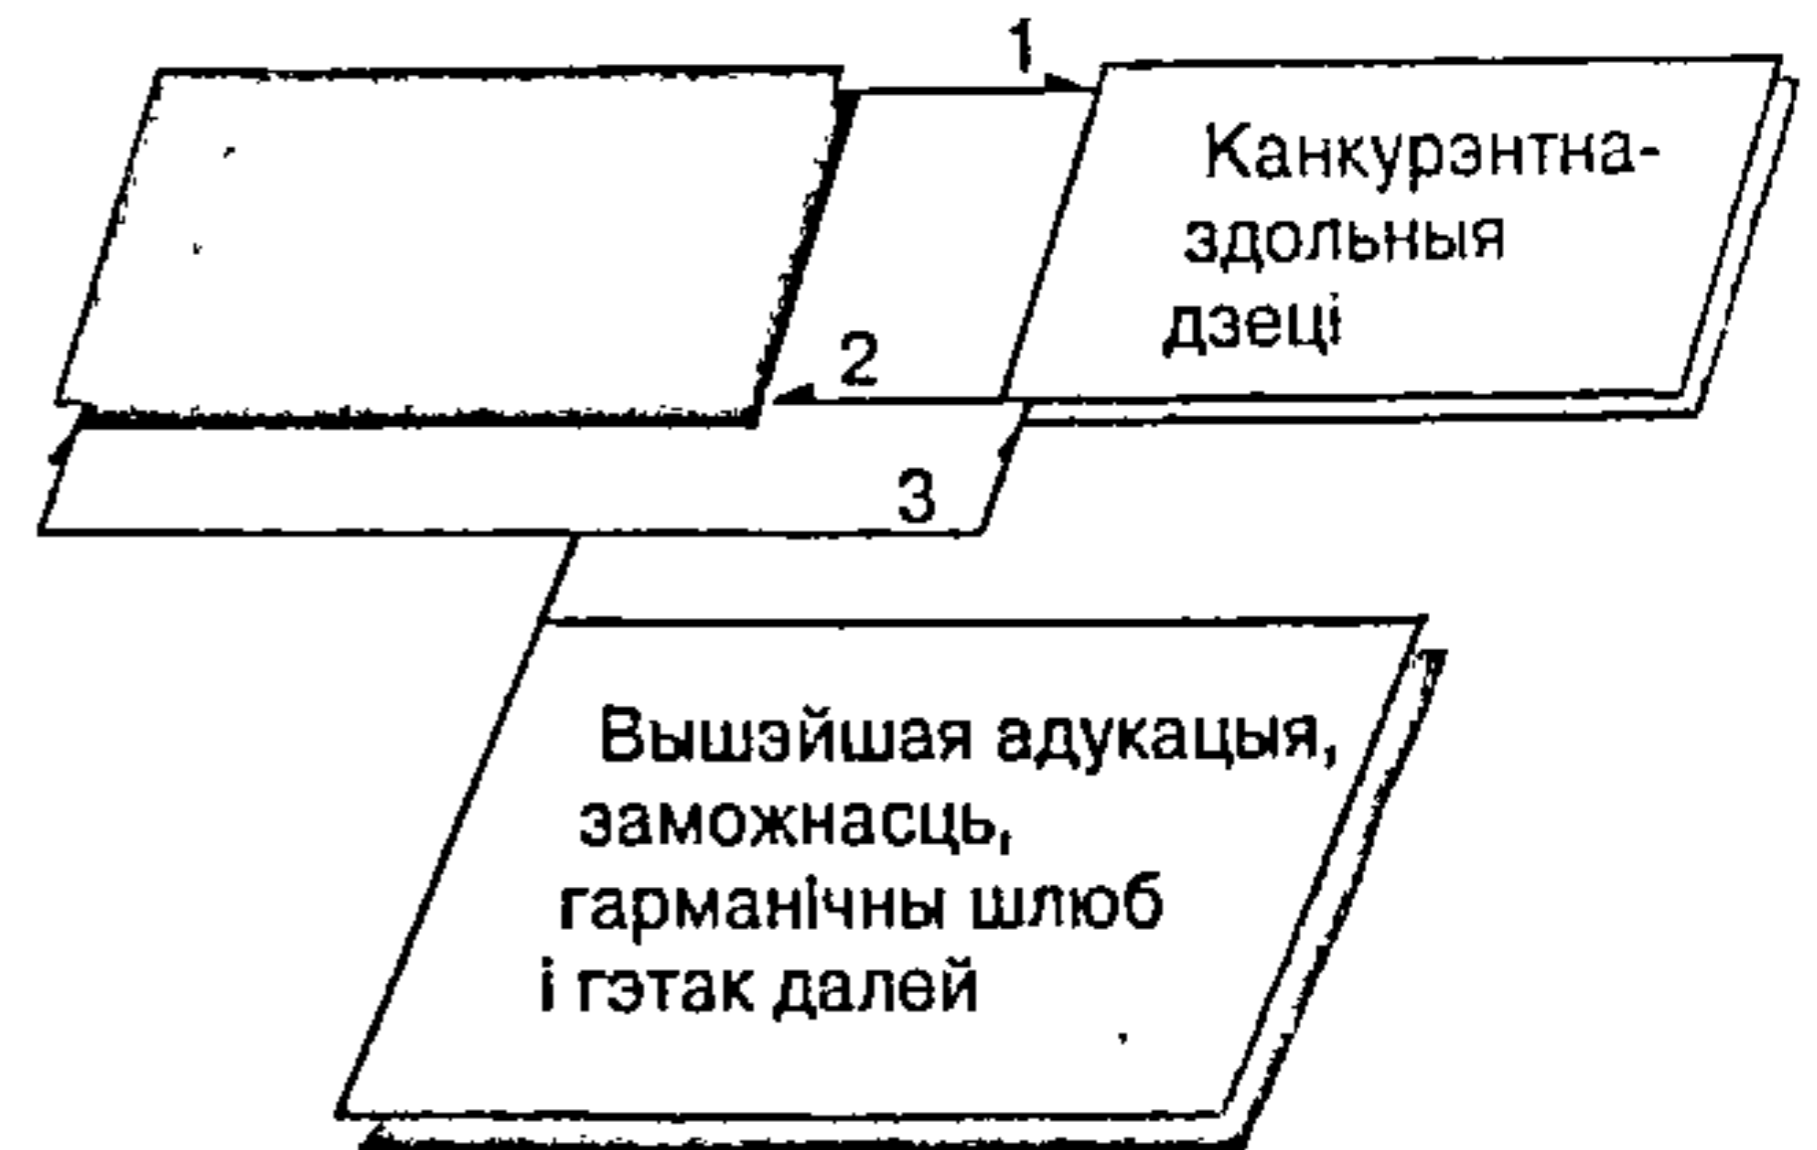 1
Канкурэнтна-
здольныя
дзеці
2
3
Вышэйшая адукацыя,
заможнасць,
гарманічны шлюб
і гэтак далей